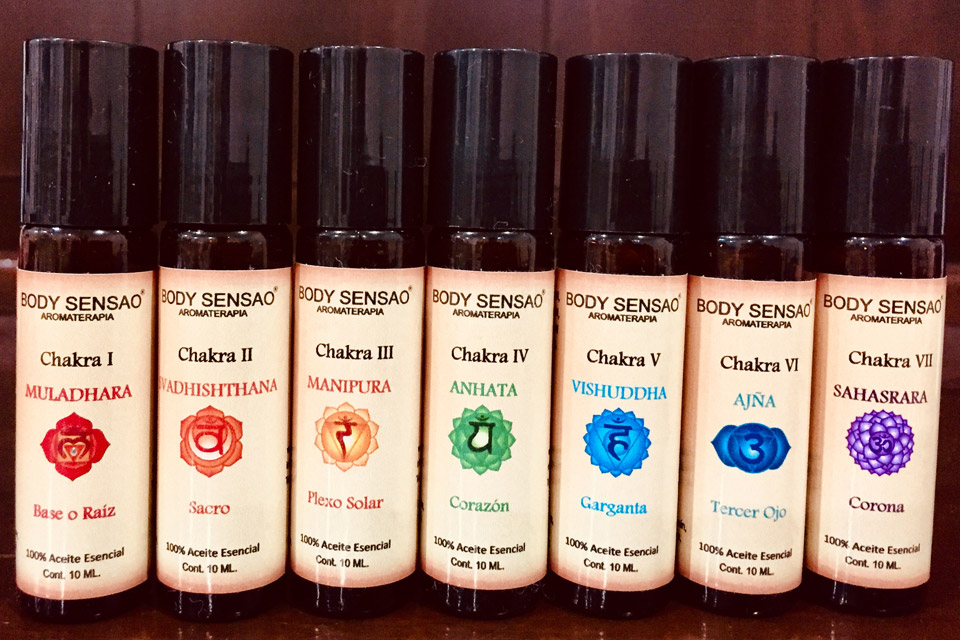 BODY SENSAO®
AROMATERAPIA
Chakra I
MULADHARA
Base o Raíz
100% Aceite Esencial
Cont. 10 ML.
BODY SENSAO®
AROMATERAPIA
Chakra II
SVADHISHTHANA
वं
Sacro
100% Aceite Esencial
Cont. 10 ML.
BODY SENSAO®
AROMATERAPIA
Chakra III
MANIPURA
रं
Plexo Solar
100% Aceite Esencial
Cont. 10 ML.
BODY SENSAO®
AROMATERAPIA
Chakra IV
ANHATA
यं
Corazón
100% Aceite Esencial
Cont. 10 ML.
BODY SENSAO®
AROMATERAPIA
Chakra V
VISHUDDHA
हं
Garganta
100% Aceite Esencial
Cont. 10 ML.
BODY SENSAO®
AROMATERAPIA
Chakra VI
AJÑA
Tercer Ojo
100% Aceite Esencial
Cont. 10 ML.
BODY SENSAO®
AROMATERAPIA
Chakra VII
SAHASRARA
ॐ
Corona
100% Aceite Esencial
Cont. 10 ML.